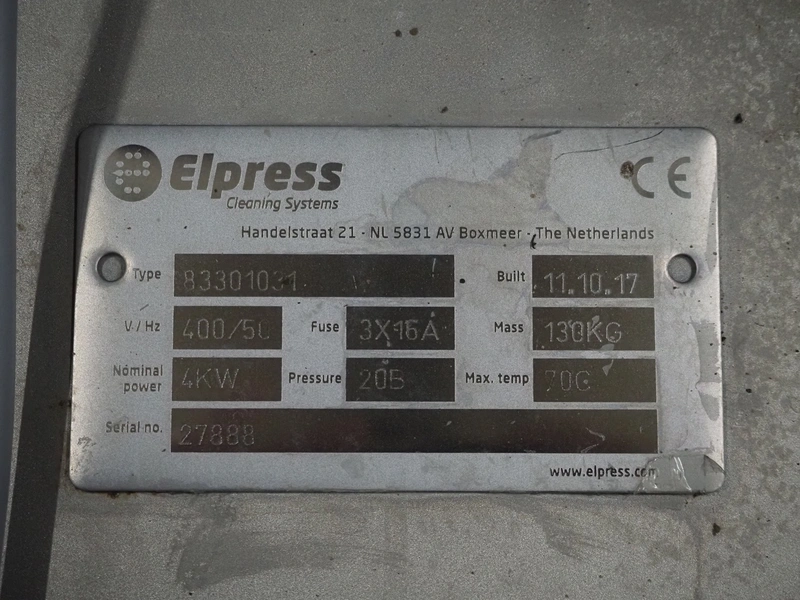 Elpress
Cleaning Systems
CE
Handelstraat 21 · NL 5831 AV Boxmeer · The Netherlands
Type 83301031 Built 11.10.17
V / Hz 400/50 Fuse 3X16A Mass 130KG
Nominal power 4KW Pressure 20B Max. temp 70C
Serial no. 27888
www.elpress.com